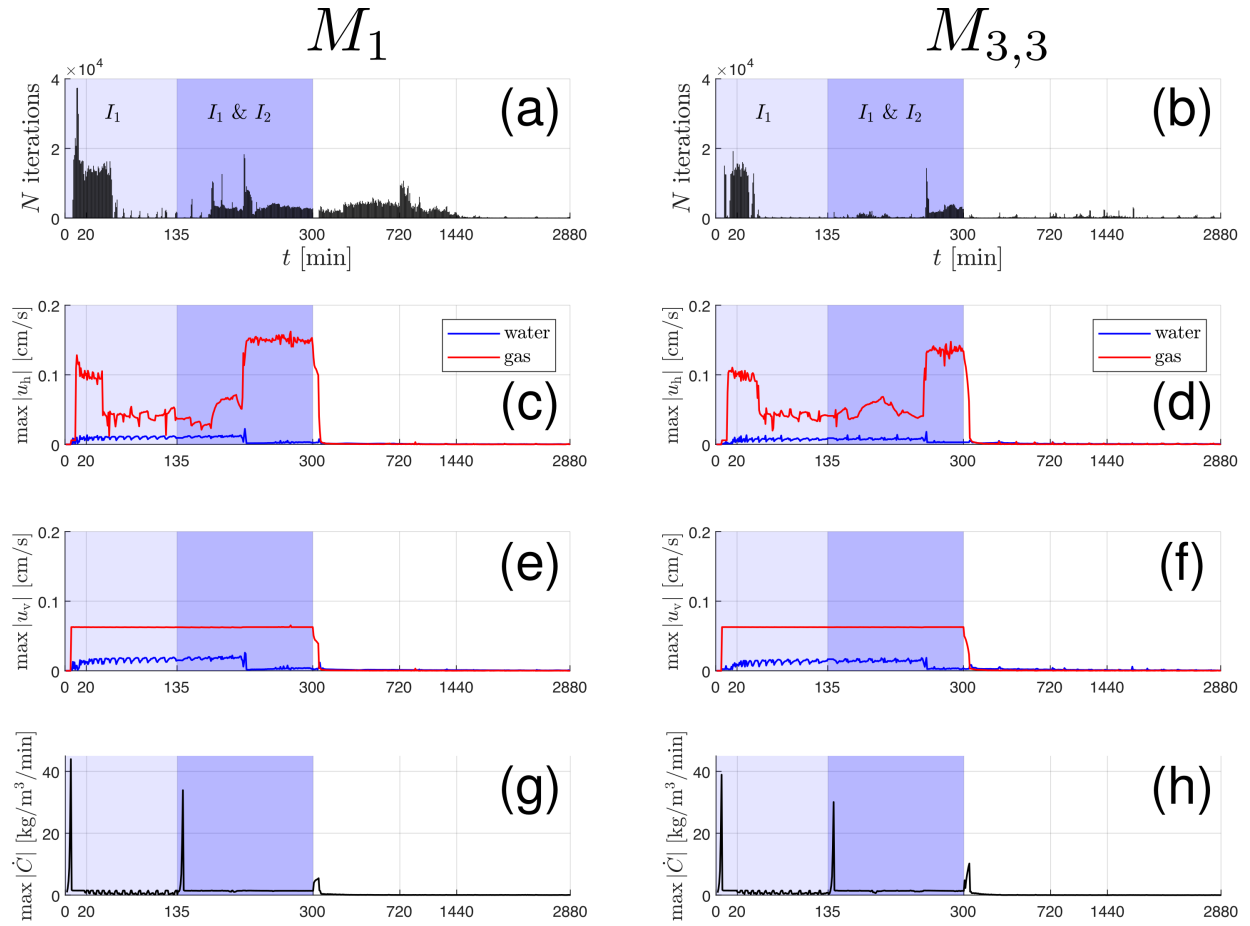 M₁
M₃,₃
×10⁴
4
2
0
N iterations
I₁
I₁ & I₂
(a)
0 20 135 300 720 1440 2880
t [min]
×10⁴
4
2
0
N iterations
I₁
I₁ & I₂
(b)
0 20 135 300 720 1440 2880
t [min]
0.2
0.1
0
max |uₕ| [cm/s]
water
gas
(c)
0 20 135 300 720 1440 2880
0.2
0.1
0
max |uₕ| [cm/s]
water
gas
(d)
0 20 135 300 720 1440 2880
0.2
0.1
0
max |uᵥ| [cm/s]
(e)
0 20 135 300 720 1440 2880
0.2
0.1
0
max |uᵥ| [cm/s]
(f)
0 20 135 300 720 1440 2880
40
20
0
max |Ċ| [kg/m³/min]
(g)
0 20 135 300 720 1440 2880
40
20
0
max |Ċ| [kg/m³/min]
(h)
0 20 135 300 720 1440 2880